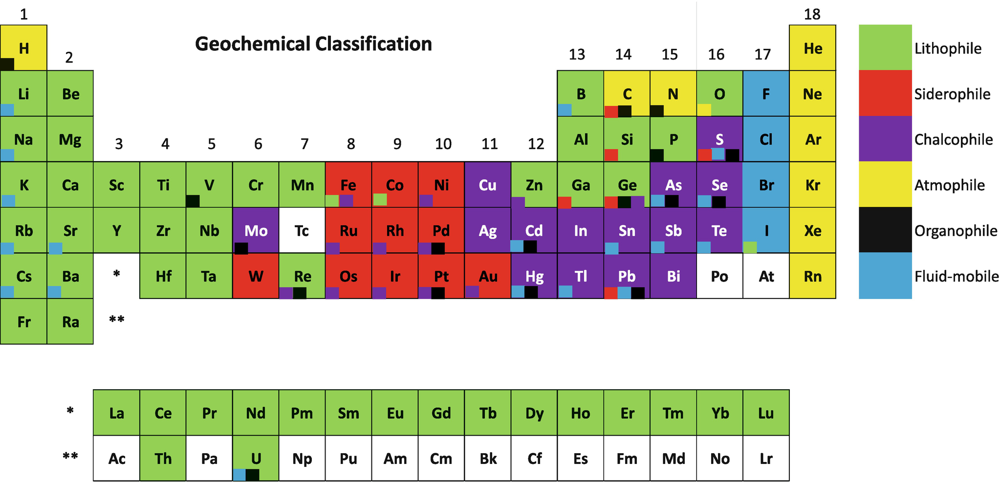 1 18
H Geochemical Classification He Lithophile
2 13 14 15 16 17
Li Be B C N O F Ne Siderophile
Na Mg Al Si P S Cl Ar Chalcophile
3 4 5 6 7 8 9 10 11 12
K Ca Sc Ti V Cr Mn Fe Co Ni Cu Zn Ga Ge As Se Br Kr Atmophile
Rb Sr Y Zr Nb Mo Tc Ru Rh Pd Ag Cd In Sn Sb Te I Xe Organophile
Cs Ba * Hf Ta W Re Os Ir Pt Au Hg Tl Pb Bi Po At Rn Fluid-mobile
Fr Ra **
* La Ce Pr Nd Pm Sm Eu Gd Tb Dy Ho Er Tm Yb Lu
** Ac Th Pa U Np Pu Am Cm Bk Cf Es Fm Md No Lr